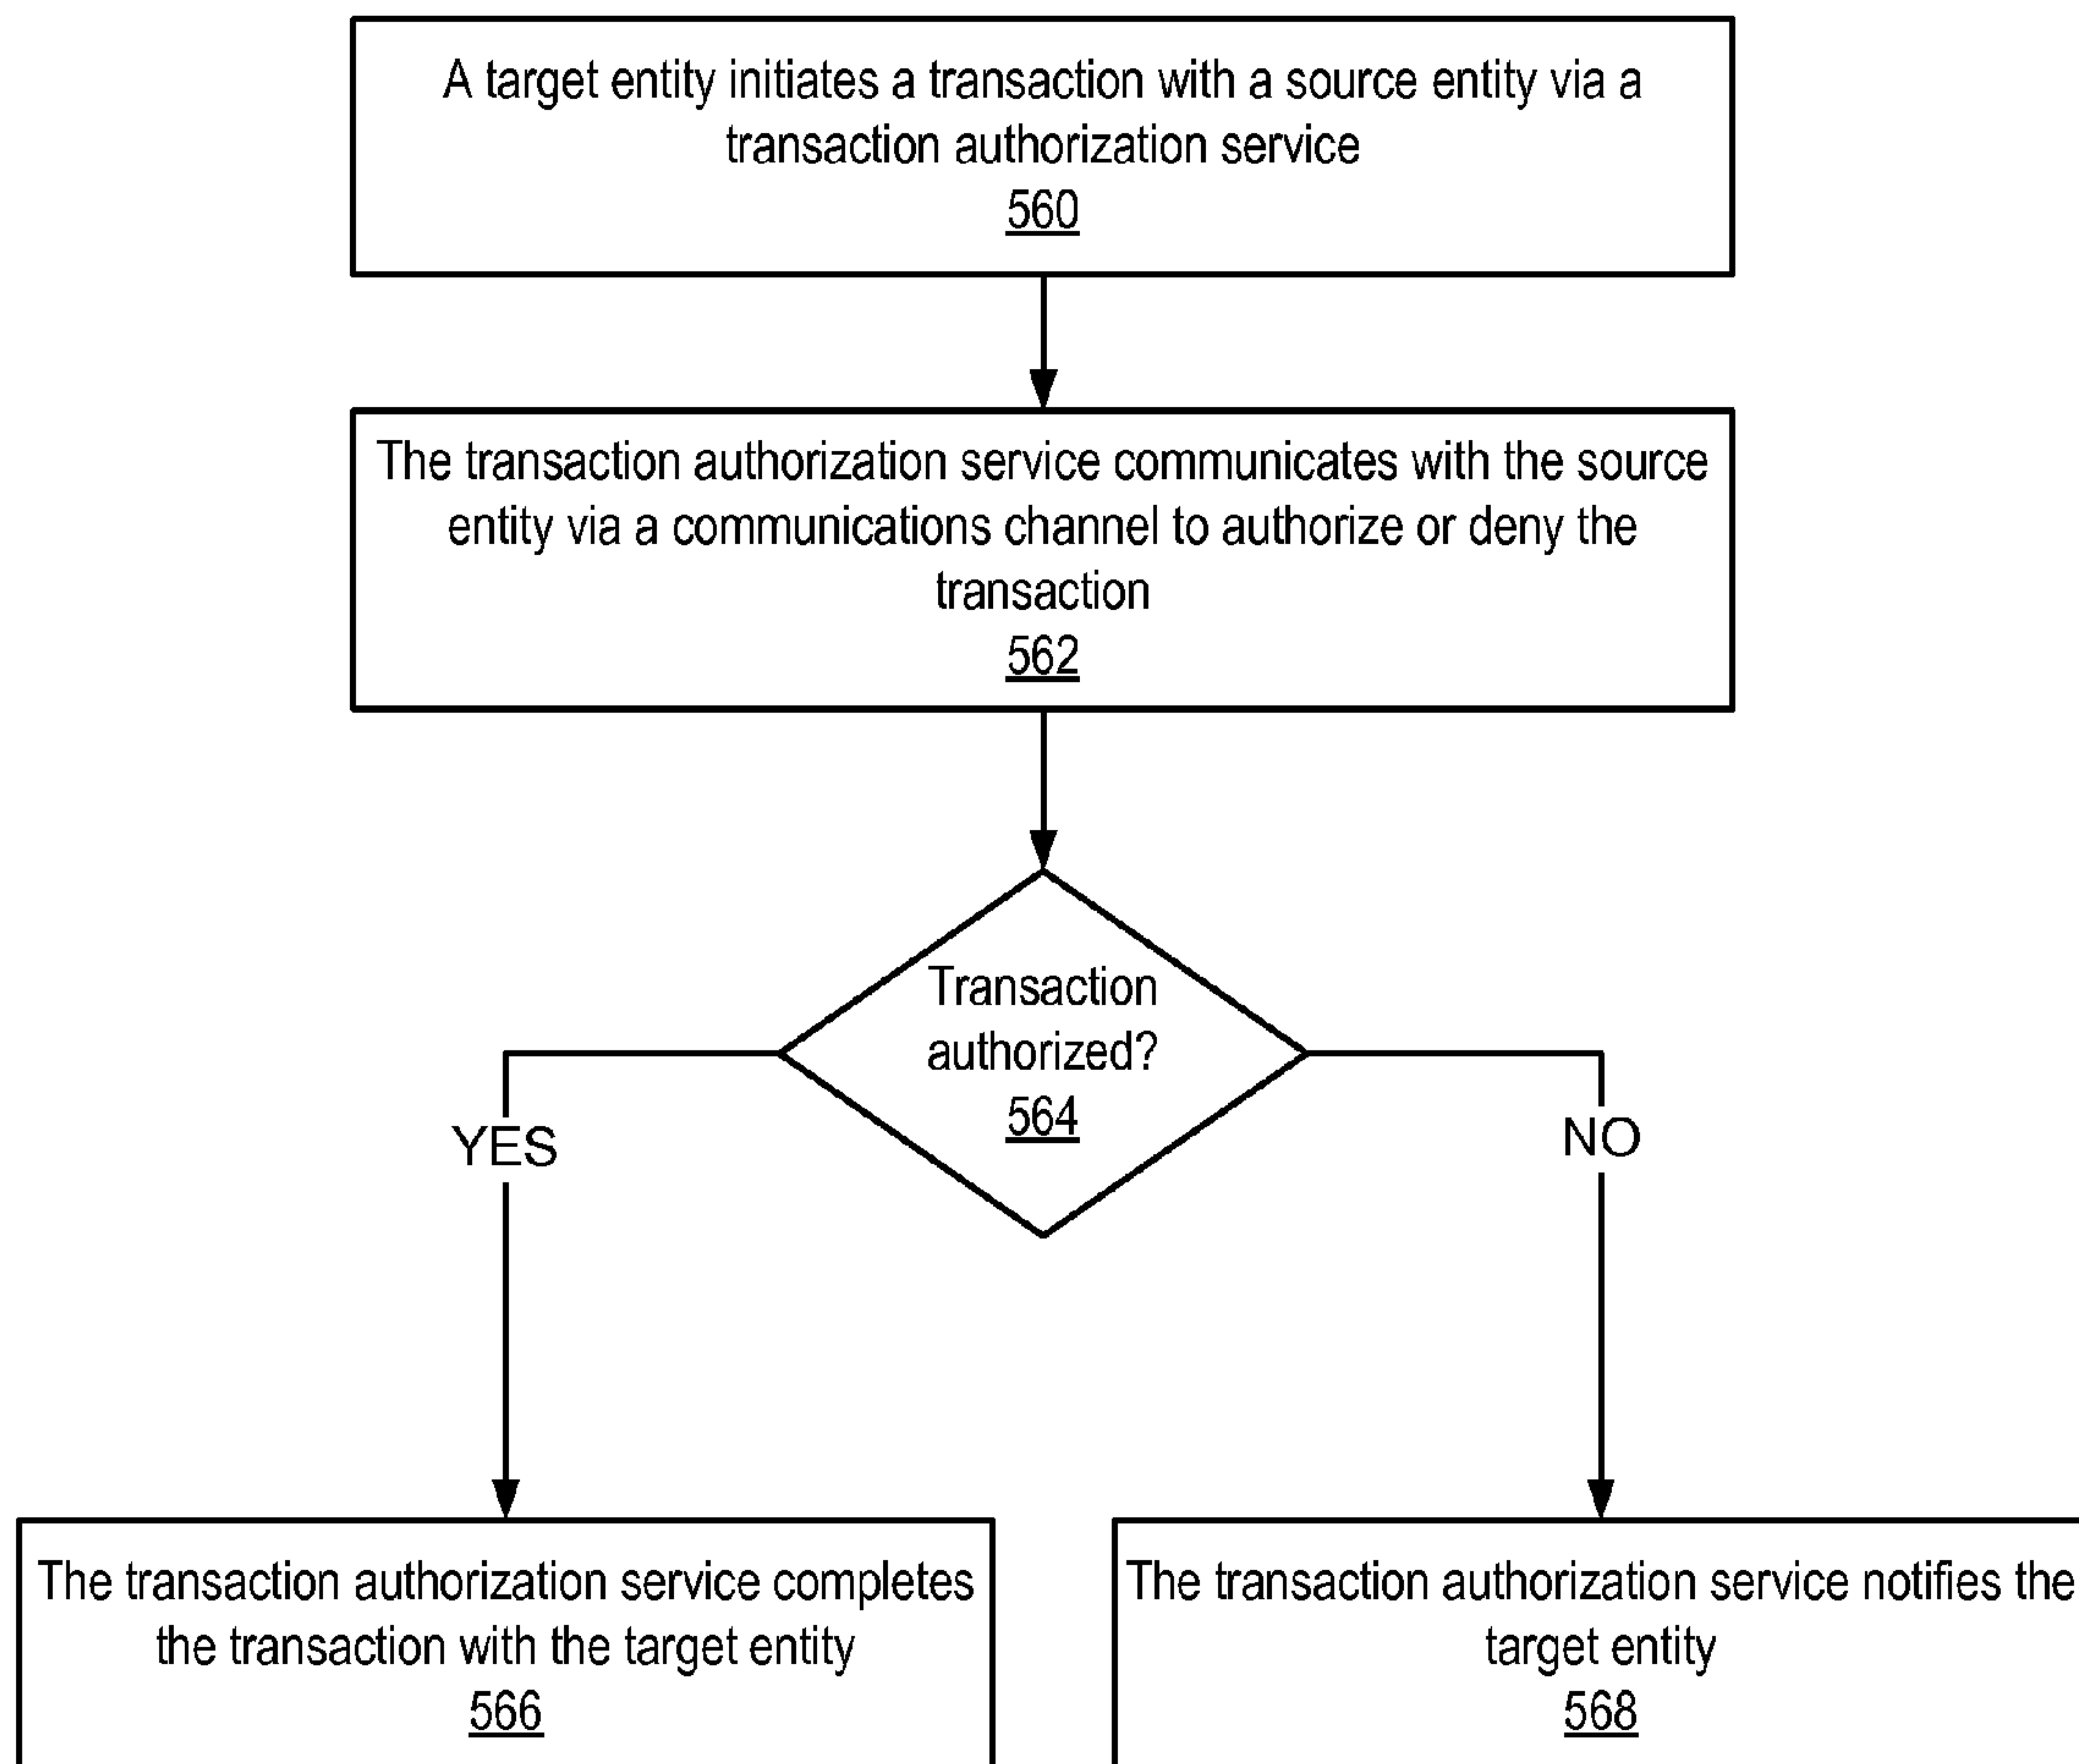 A target entity initiates a transaction with a source entity via a
transaction authorization service
560
The transaction authorization service communicates with the source
entity via a communications channel to authorize or deny the
transaction
562
Transaction
authorized?
564
YES
NO
The transaction authorization service completes
the transaction with the target entity
566
The transaction authorization service notifies the
target entity
568